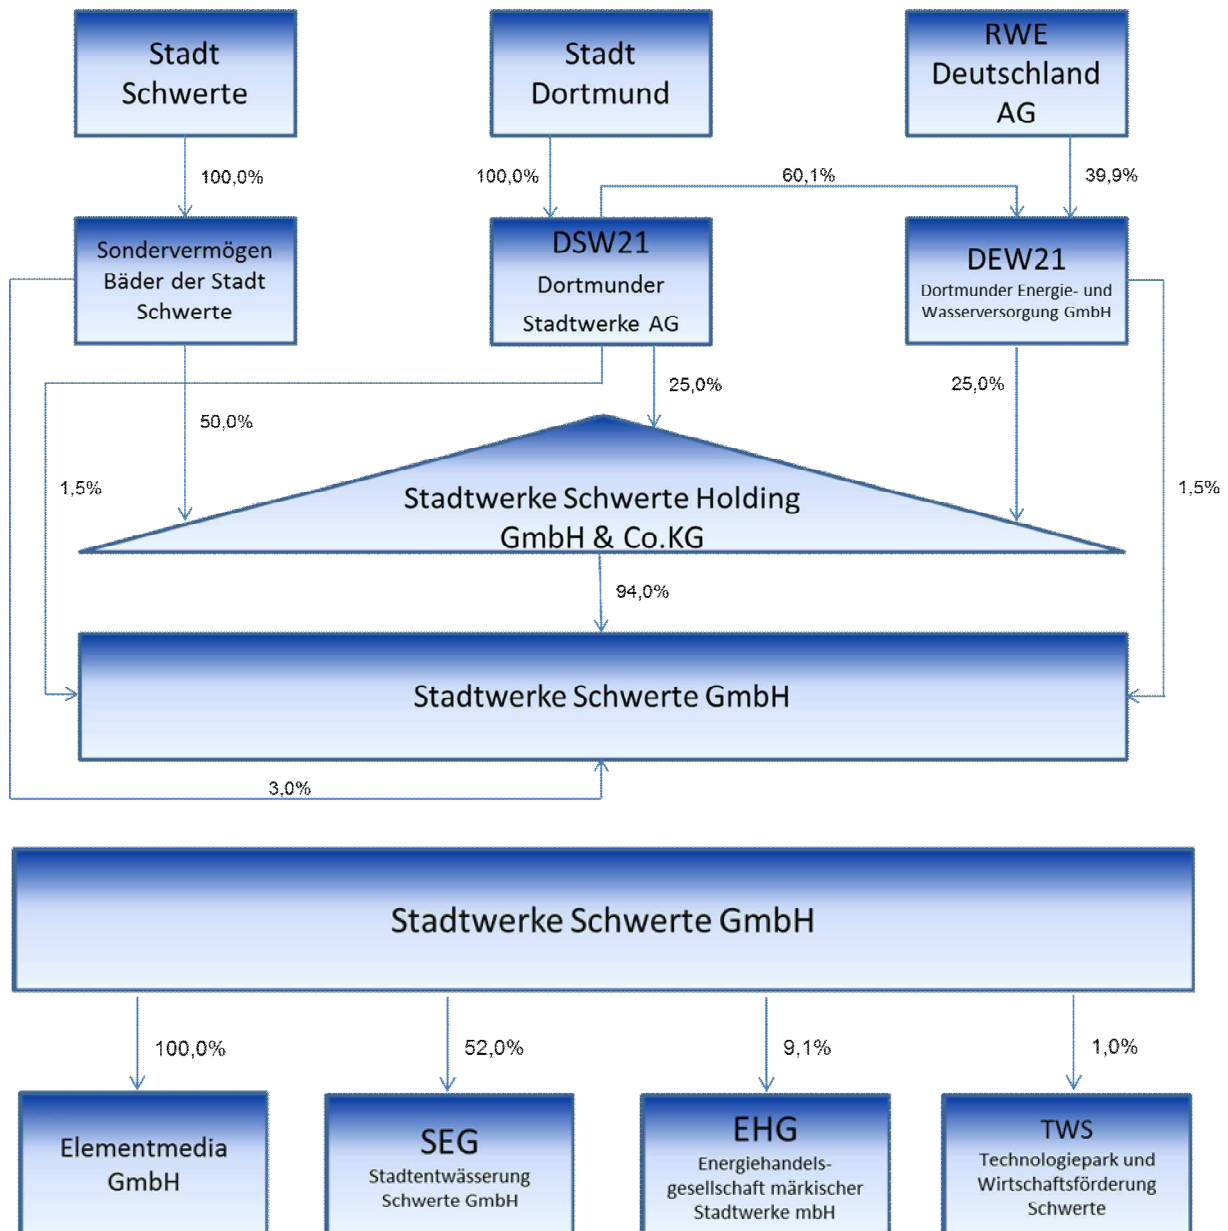 Stadt
Schwerte
Stadt
Dortmund
RWE
Deutschland
AG
100,0%
100,0%
60,1%
39,9%
Sondervermögen
Bäder der Stadt
Schwerte
DSW21
Dortmunder
Stadtwerke AG
DEW21
Dortmunder Energie- und
Wasserversorgung GmbH
50,0%
25,0%
25,0%
1,5%
1,5%
Stadtwerke Schwerte Holding
GmbH & Co.KG
94,0%
Stadtwerke Schwerte GmbH
3,0%
Stadtwerke Schwerte GmbH
100,0%
52,0%
9,1%
1,0%
Elementmedia
GmbH
SEG
Stadtentwässerung
Schwerte GmbH
EHG
Energiehandels-
gesellschaft märkischer
Stadtwerke mbH
TWS
Technologiepark und
Wirtschaftsförderung
Schwerte